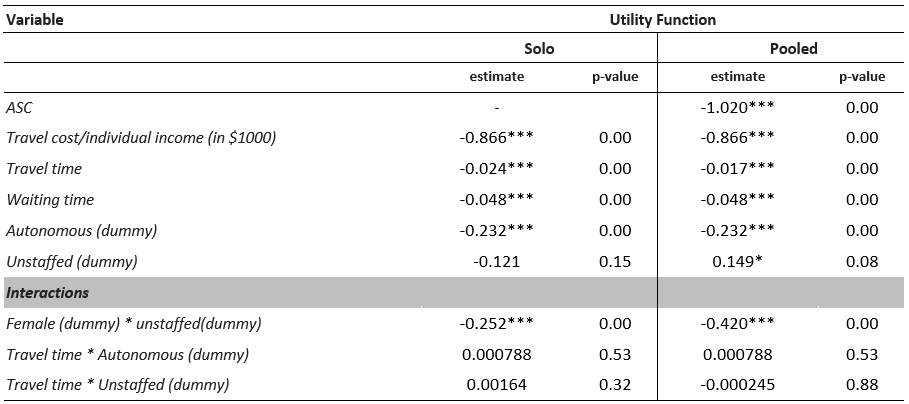 Variable Utility Function
Solo Pooled
estimate p-value estimate p-value
ASC - -1.020*** 0.00
Travel cost/individual income (in $1000) -0.866*** 0.00 -0.866*** 0.00
Travel time -0.024*** 0.00 -0.017*** 0.00
Waiting time -0.048*** 0.00 -0.048*** 0.00
Autonomous (dummy) -0.232*** 0.00 -0.232*** 0.00
Unstaffed (dummy) -0.121 0.15 0.149* 0.08
Interactions
Female (dummy) * unstaffed(dummy) -0.252*** 0.00 -0.420*** 0.00
Travel time * Autonomous (dummy) 0.000788 0.53 0.000788 0.53
Travel time * Unstaffed (dummy) 0.00164 0.32 -0.000245 0.88